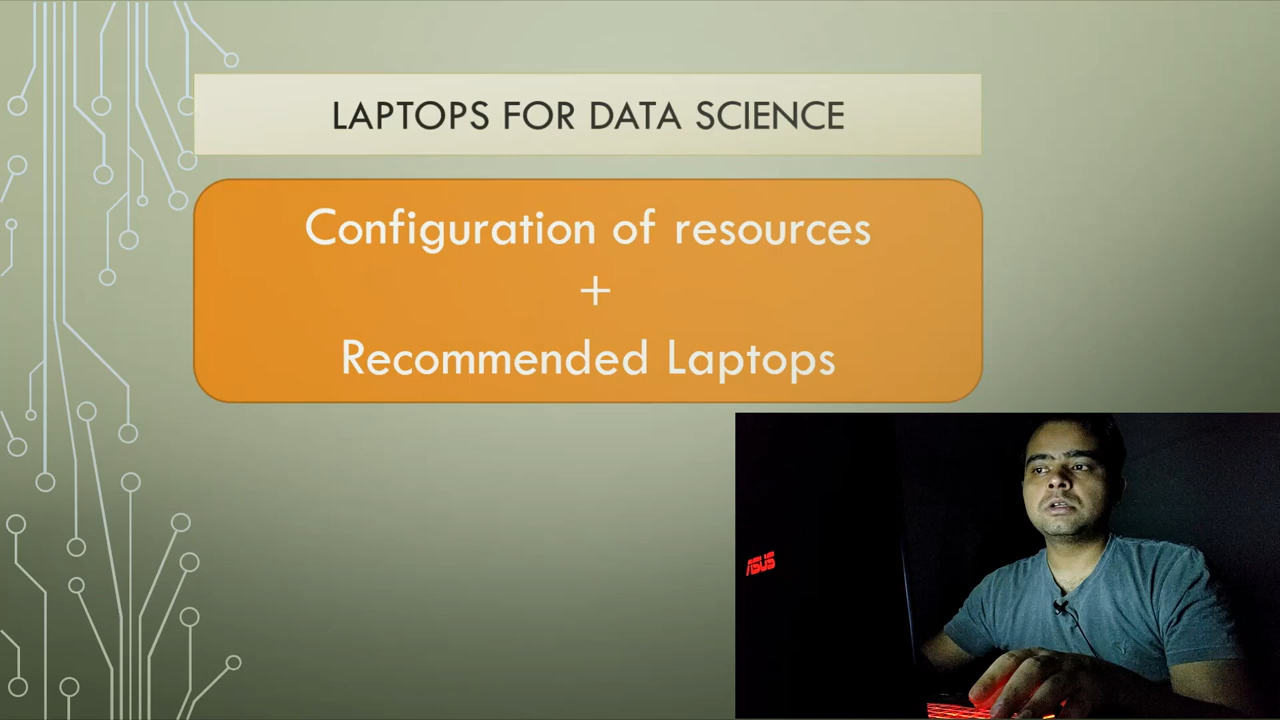 LAPTOPS FOR DATA SCIENCE
Configuration of resources
+
Recommended Laptops
ASUS